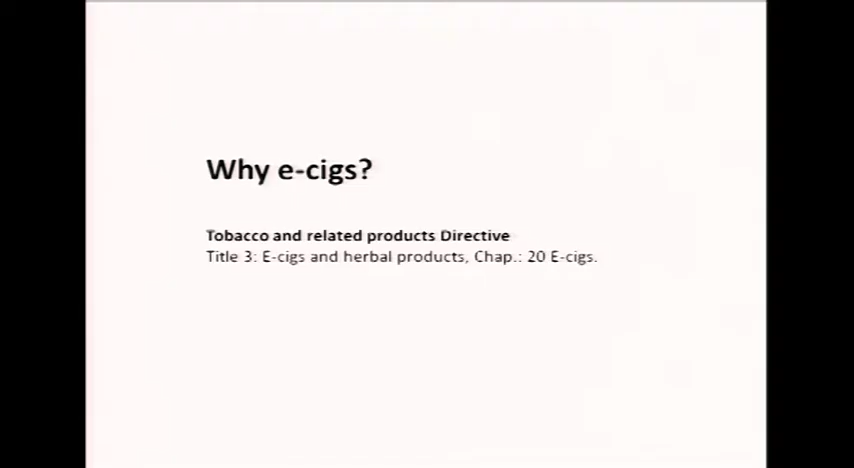 Why e-cigs?
Tobacco and related products Directive
Title 3: E-cigs and herbal products, Chap.: 20 E-cigs.